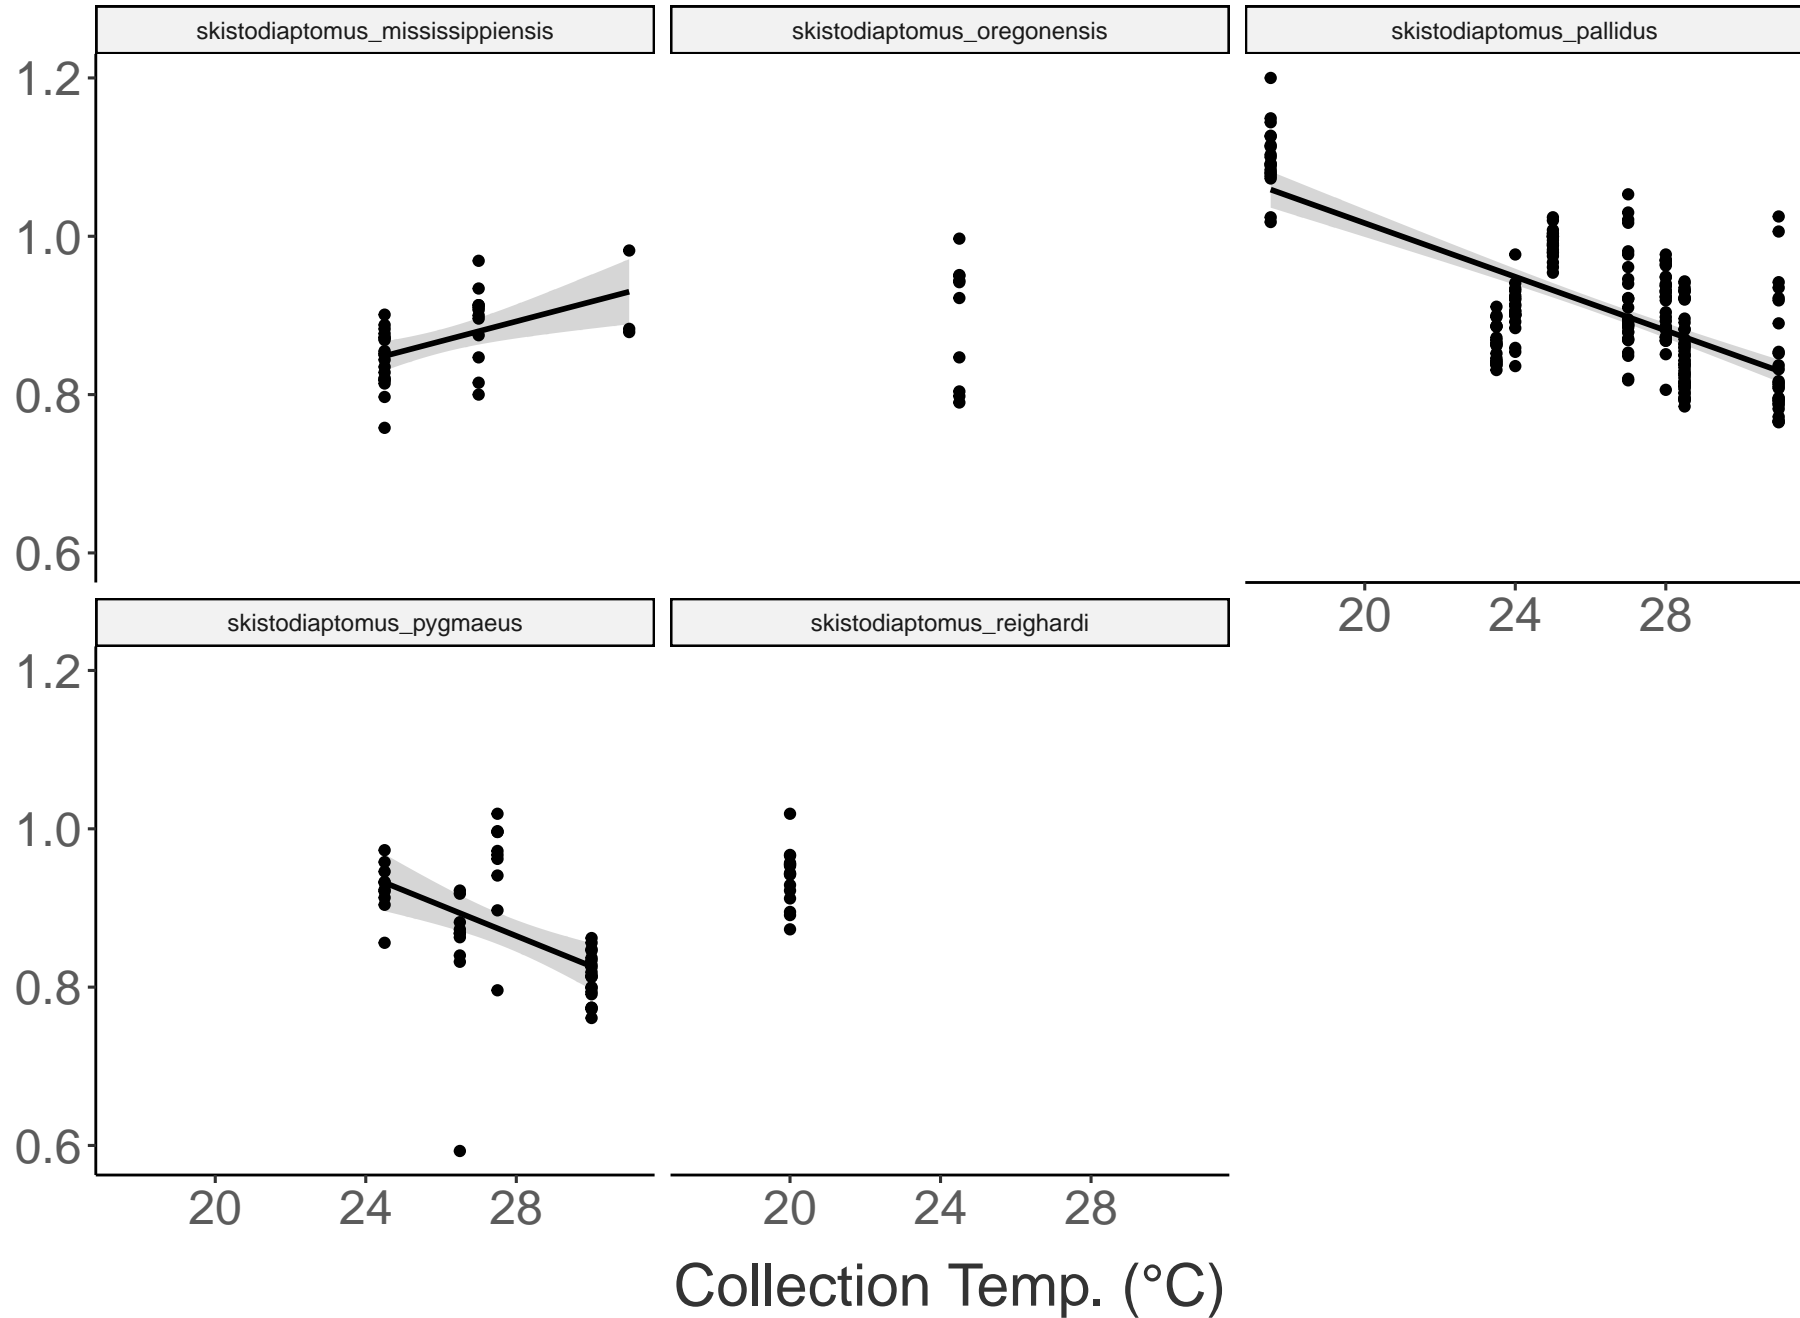 skistodiaptomus_mississippiensis
skistodiaptomus_oregonensis
skistodiaptomus_pallidus
1.2
1.0
0.8
0.6
20 24 28
skistodiaptomus_pygmaeus
skistodiaptomus_reighardi
1.2
1.0
0.8
0.6
20 24 28
20 24 28
Collection Temp. (°C)